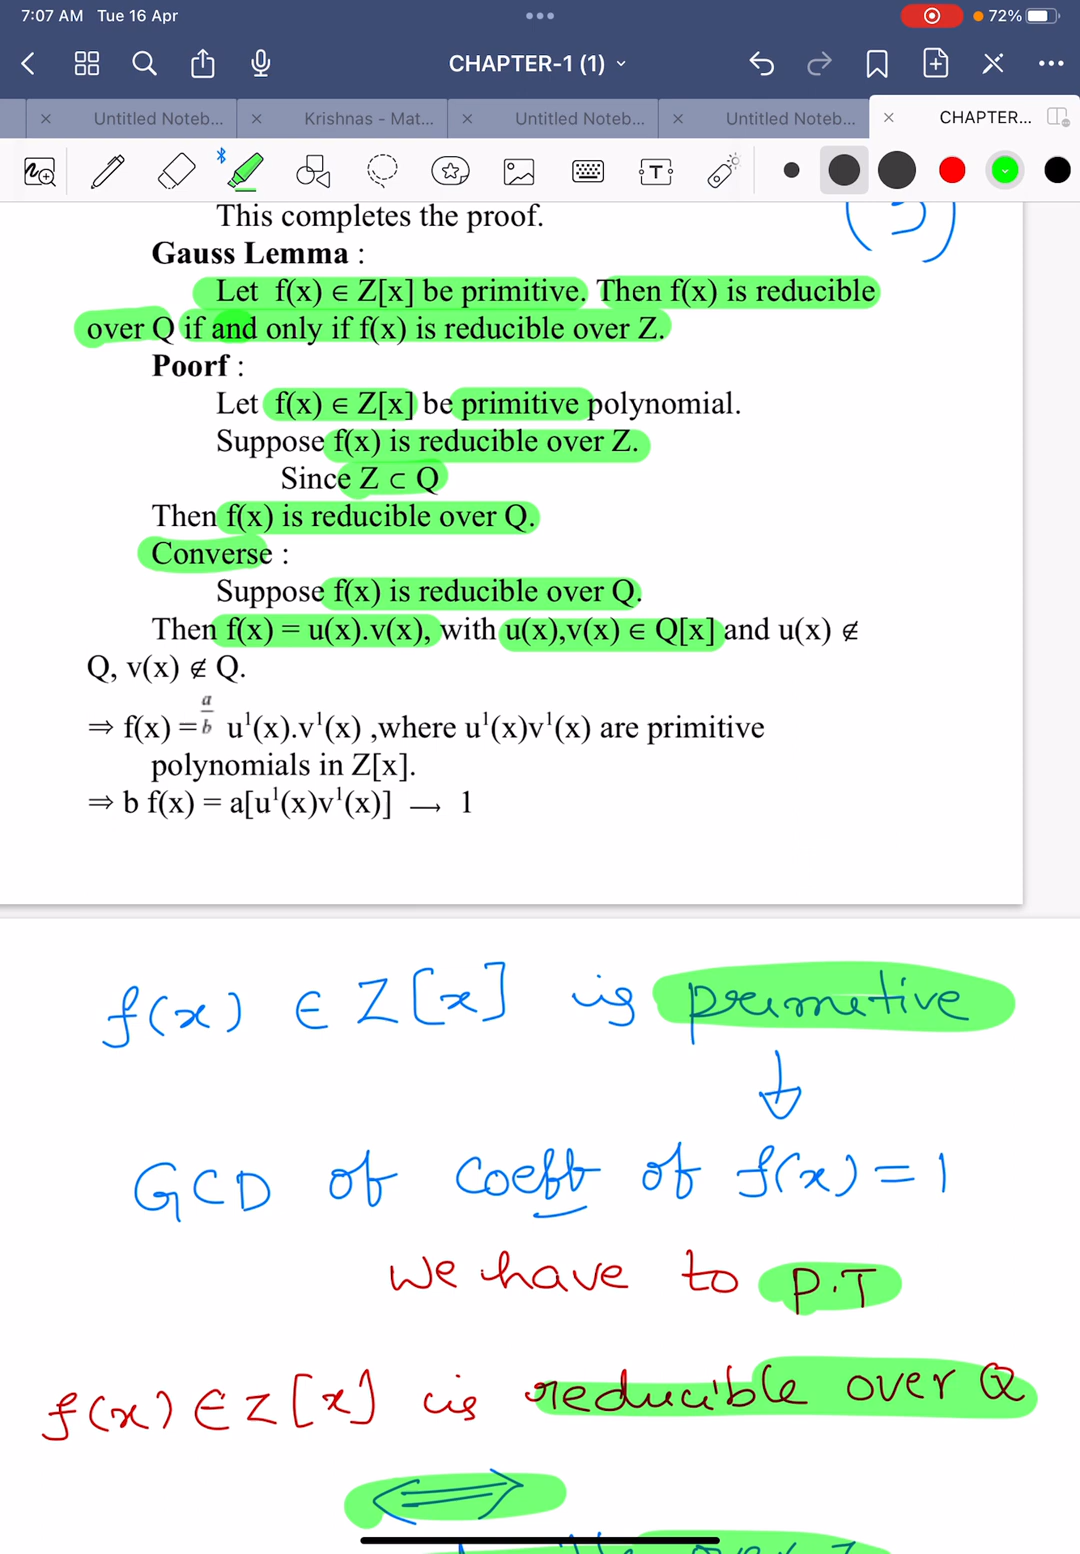 7:07 AM Tue 16 Apr
72%
CHAPTER-1 (1)
Untitled Noteb... Krishnas - Mat... Untitled Noteb... Untitled Noteb... CHAPTER...
T
This completes the proof.
(5)
Gauss Lemma :
Let f(x) ∈ Z[x] be primitive. Then f(x) is reducible
over Q if and only if f(x) is reducible over Z.
Poorf :
Let f(x) ∈ Z[x] be primitive polynomial.
Suppose f(x) is reducible over Z.
Since Z ⊂ Q
Then f(x) is reducible over Q.
Converse :
Suppose f(x) is reducible over Q.
Then f(x) = u(x).v(x), with u(x),v(x) ∈ Q[x] and u(x) ∉
Q, v(x) ∉ Q.
⇒ f(x) = a/b u¹(x).v¹(x) ,where u¹(x)v¹(x) are primitive
polynomials in Z[x].
⇒ b f(x) = a[u¹(x)v¹(x)] → 1
f(x) ∈ Z[x] is primitive
↓
GCD of coeff of f(x) = 1
We have to P.T
f(x) ∈ Z[x] is reducible over Q
⟺